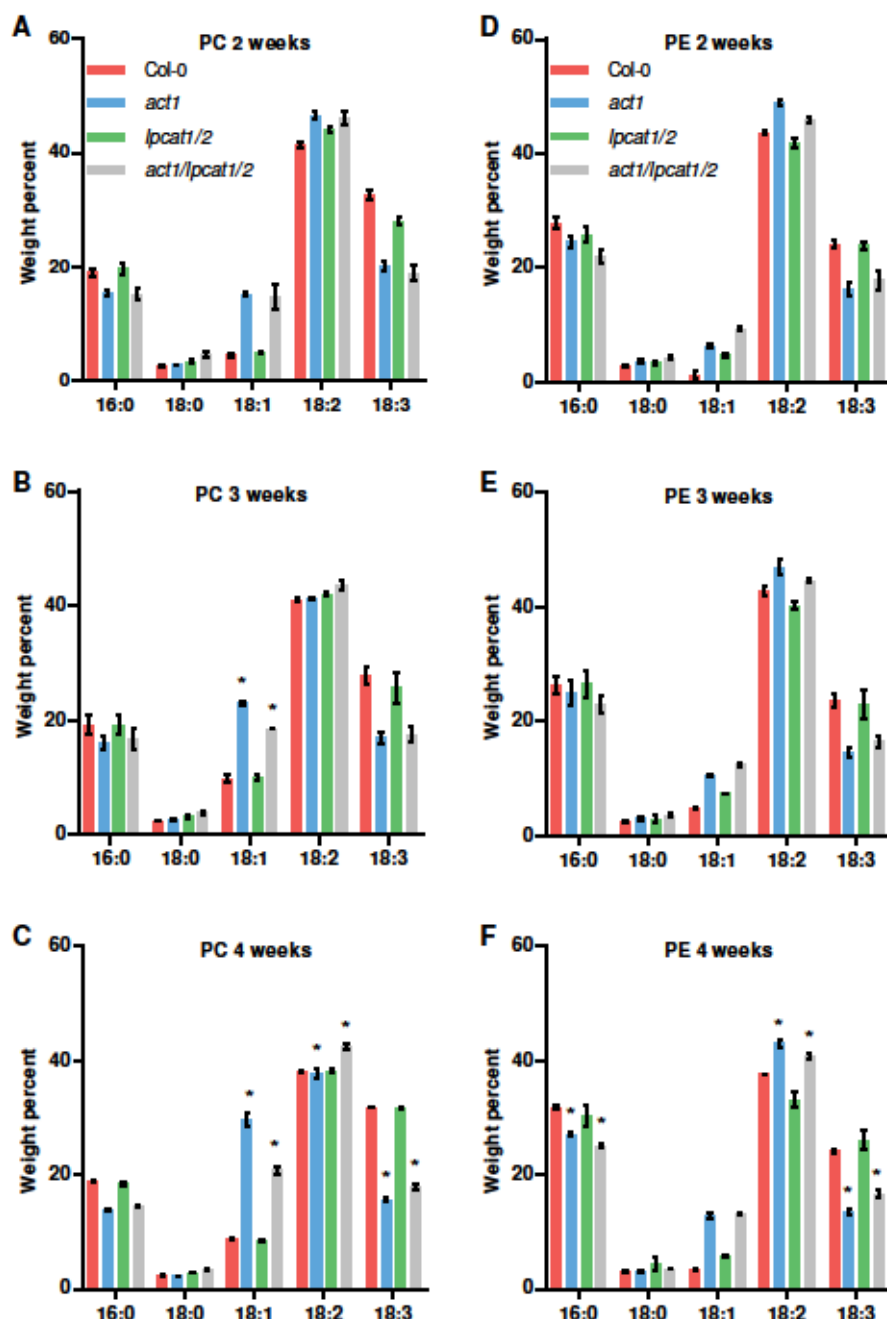 A
PC 2 weeks
60
40
20
0
Weight percent
Col-0
act1
lpcat1/2
act1/lpcat1/2
16:0 18:0 18:1 18:2 18:3
D
PE 2 weeks
60
40
20
0
Weight percent
Col-0
act1
lpcat1/2
act1/lpcat1/2
16:0 18:0 18:1 18:2 18:3
B
PC 3 weeks
60
40
20
0
Weight percent
* *
16:0 18:0 18:1 18:2 18:3
E
PE 3 weeks
60
40
20
0
Weight percent
16:0 18:0 18:1 18:2 18:3
C
PC 4 weeks
60
40
20
0
Weight percent
* * * * * *
16:0 18:0 18:1 18:2 18:3
F
PE 4 weeks
60
40
20
0
Weight percent
* * * * * *
16:0 18:0 18:1 18:2 18:3